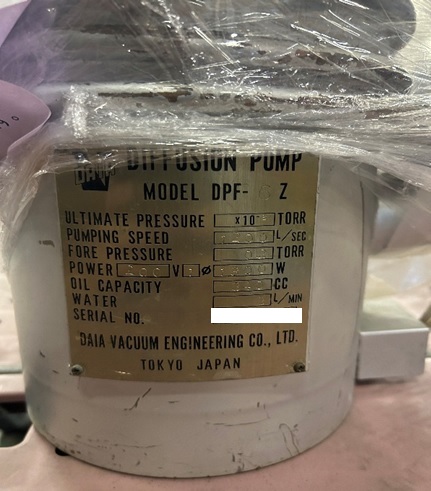 DIFFUSION PUMP
MODEL DPF- Z
ULTIMATE PRESSURE x10 TORR
PUMPING SPEED L/SEC
FORE PRESSURE TORR
POWER V ø W
OIL CAPACITY CC
WATER L/MIN
SERIAL NO.
DAIA VACUUM ENGINEERING CO., LTD.
TOKYO JAPAN